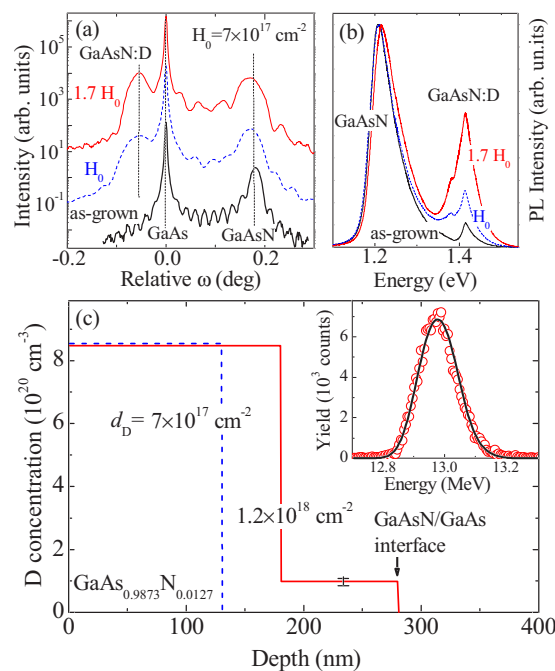 (a)
H₀=7×10¹⁷ cm⁻²
GaAsN:D
1.7 H₀
H₀
as-grown
GaAs
GaAsN
10⁵
10³
10¹
10⁻¹
Intensity (arb. units)
-0.2
0.0
0.2
Relative ω (deg)
(b)
GaAsN:D
GaAsN
1.7 H₀
H₀
as-grown
PL Intensity (arb. un.its)
1.2
1.4
Energy (eV)
(c)
D concentration (10²⁰ cm⁻³)
8
6
4
2
0
d_D= 7×10¹⁷ cm⁻²
1.2×10¹⁸ cm⁻²
GaAsN/GaAs
interface
GaAs₀.₉₈₇₃N₀.₀₁₂₇
0
100
200
300
400
Depth (nm)
Yield (10³ counts)
6
4
2
0
12.8
13.0
13.2
Energy (MeV)